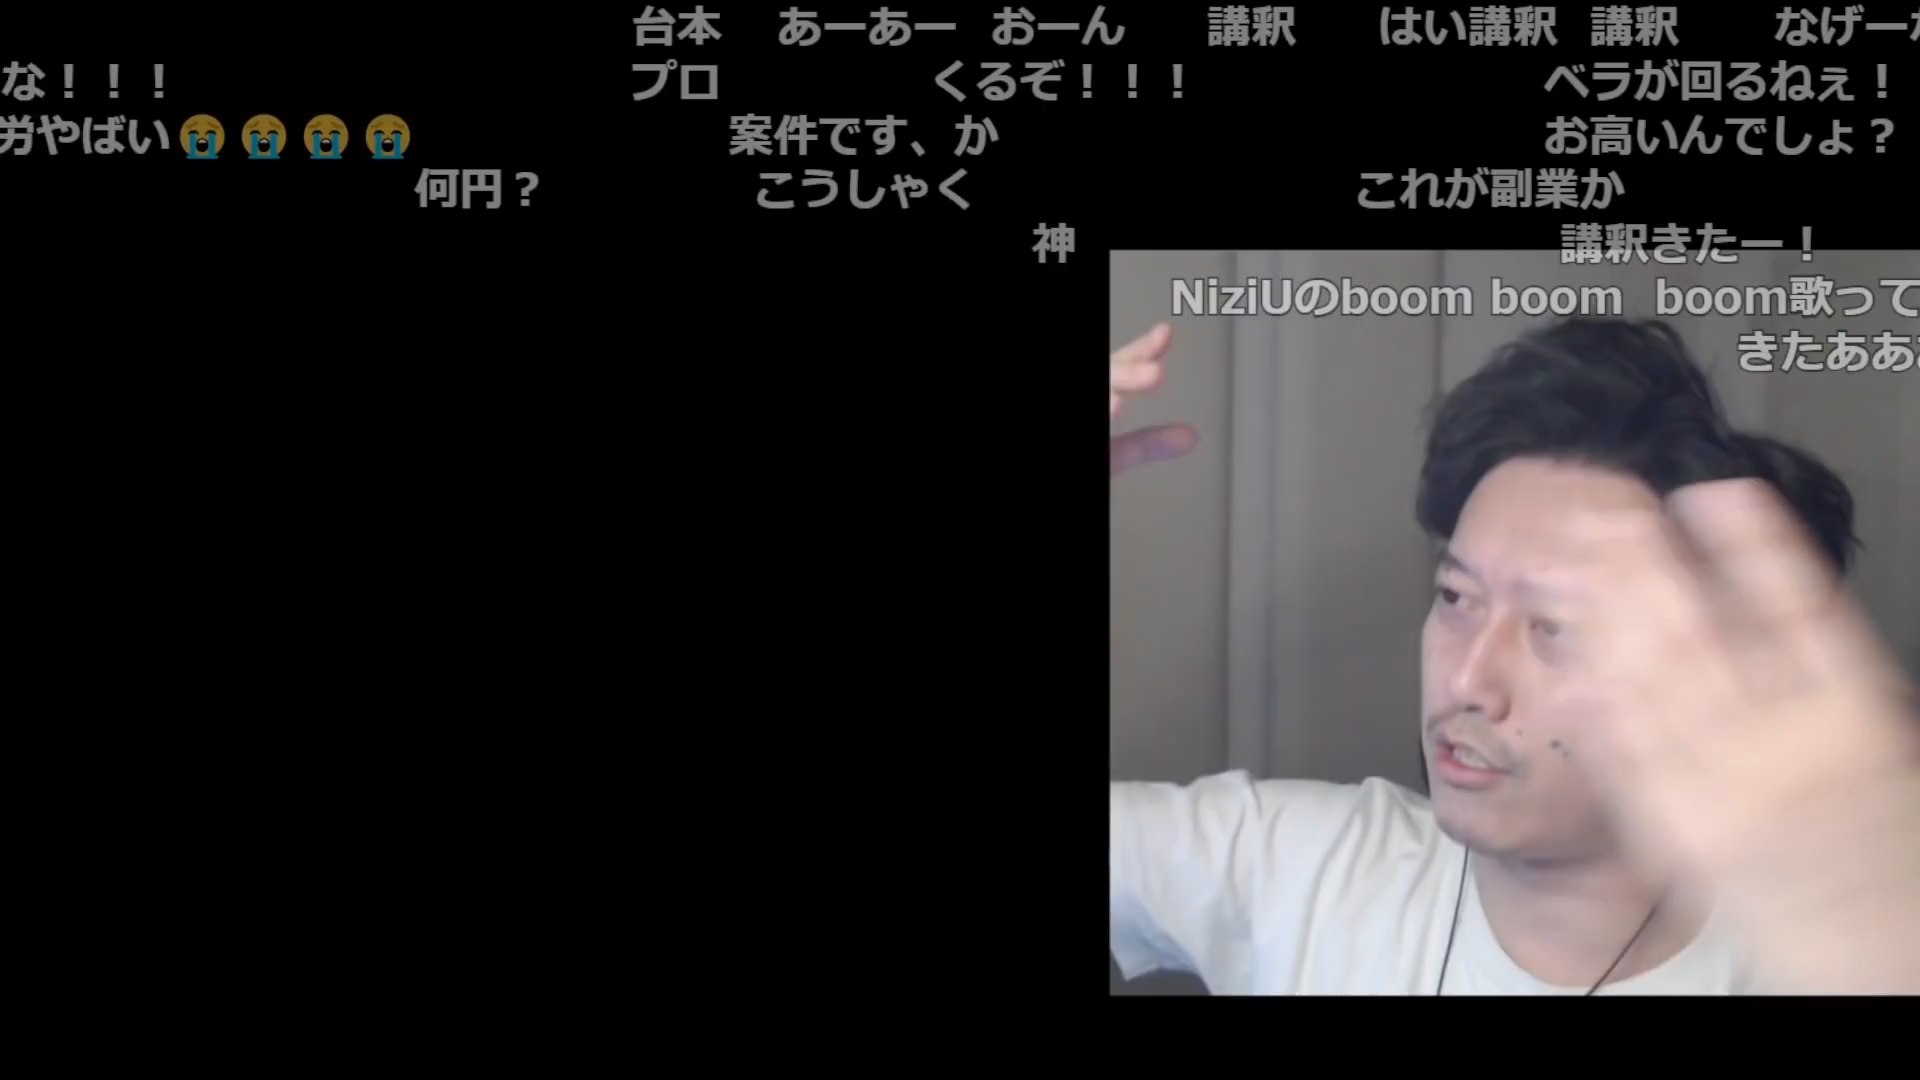 台本 あーあー おーん 講釈 はい講釈 講釈 なげーな
な！！！ プロ くるぞ！！！ ベラが回るねぇ！
労やばい😭😭😭😭 案件です、か お高いんでしょ？
何円？ こうしゃく これが副業か
神 講釈きたー！
NiziUのboom boom boom歌って
きたああ